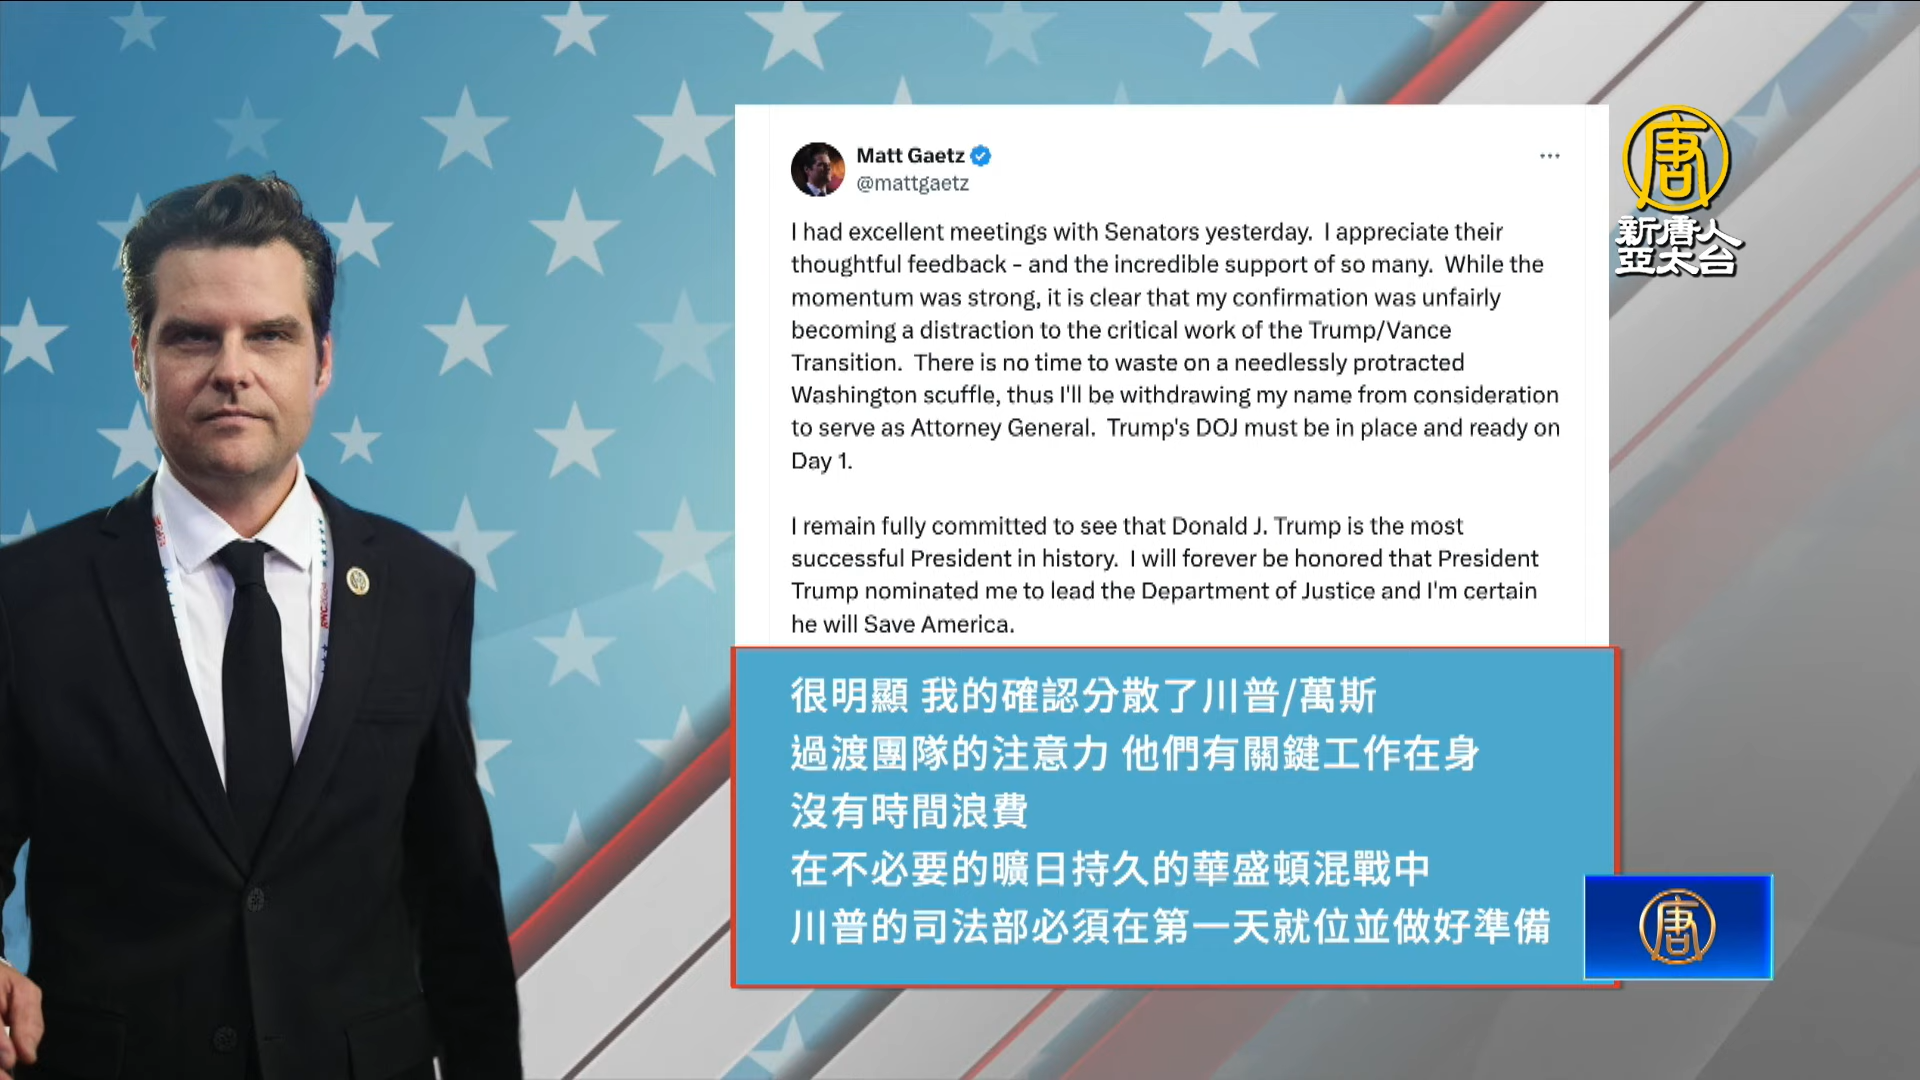 Matt Gaetz
@mattgaetz
I had excellent meetings with Senators yesterday.  I appreciate their
thoughtful feedback - and the incredible support of so many.  While the
momentum was strong, it is clear that my confirmation was unfairly
becoming a distraction to the critical work of the Trump/Vance
Transition.  There is no time to waste on a needlessly protracted
Washington scuffle, thus I'll be withdrawing my name from consideration
to serve as Attorney General.  Trump's DOJ must be in place and ready on
Day 1.
I remain fully committed to see that Donald J. Trump is the most
successful President in history.  I will forever be honored that President
Trump nominated me to lead the Department of Justice and I'm certain
he will Save America.
很明顯 我的確認分散了川普/萬斯
過渡團隊的注意力 他們有關鍵工作在身
沒有時間浪費
在不必要的曠日持久的華盛頓混戰中
川普的司法部必須在第一天就位並做好準備
唐
新唐人
亞太台
唐